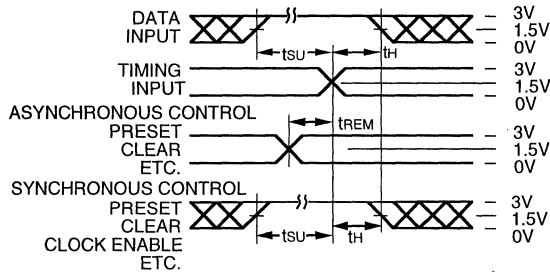 DATA
INPUT
3V
1.5V
0V
tSU
tH
TIMING
INPUT
3V
1.5V
0V
ASYNCHRONOUS CONTROL
PRESET
CLEAR
ETC.
tREM
3V
1.5V
0V
SYNCHRONOUS CONTROL
PRESET
CLEAR
CLOCK ENABLE
ETC.
tSU
tH
3V
1.5V
0V